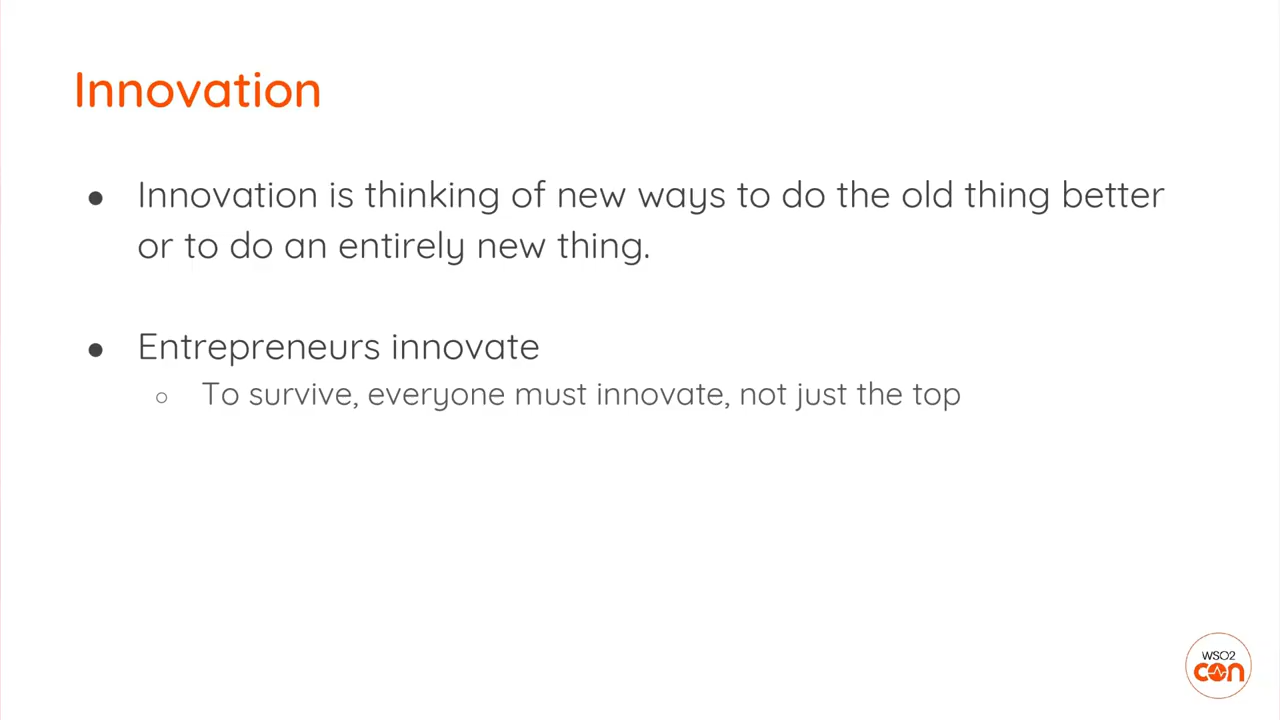 Innovation
● Innovation is thinking of new ways to do the old thing better
or to do an entirely new thing.
● Entrepreneurs innovate
○ To survive, everyone must innovate, not just the top
WSO2
con